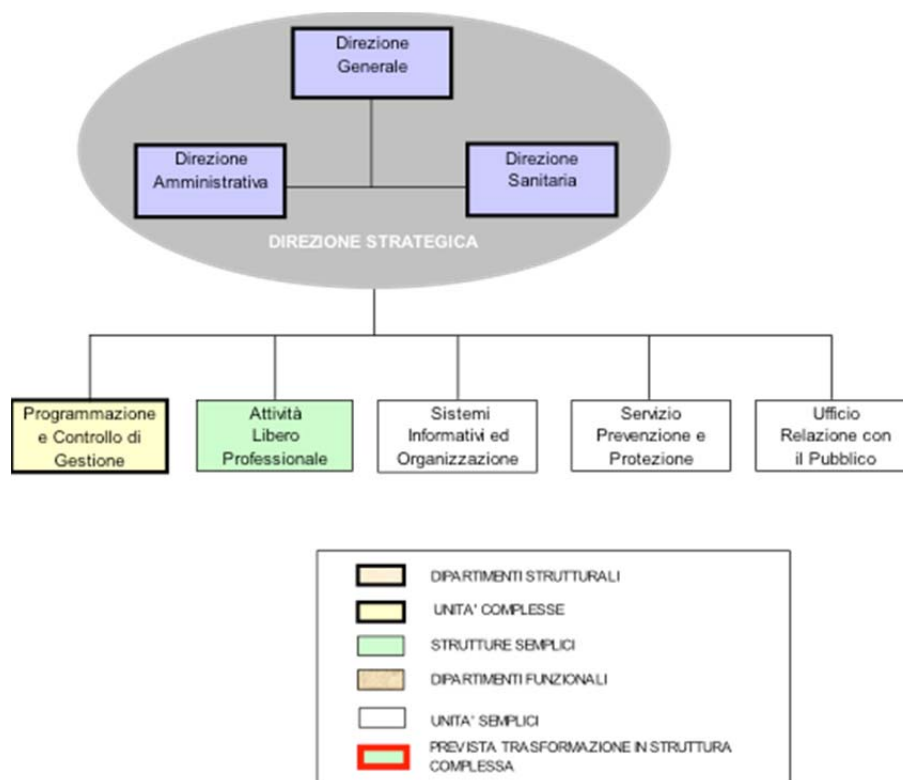 Direzione
Generale
Direzione
Amministrativa
Direzione
Sanitaria
DIREZIONE STRATEGICA
Programmazione
e Controllo di
Gestione
Attività
Libero
Professionale
Sistemi
Informativi ed
Organizzazione
Servizio
Prevenzione e
Protezione
Ufficio
Relazione con
il Pubblico
DIPARTIMENTI STRUTTURALI
UNITA' COMPLESSE
STRUTTURE SEMPLICI
DIPARTIMENTI FUNZIONALI
UNITA' SEMPLICI
PREVISTA TRASFORMAZIONE IN STRUTTURA
COMPLESSA